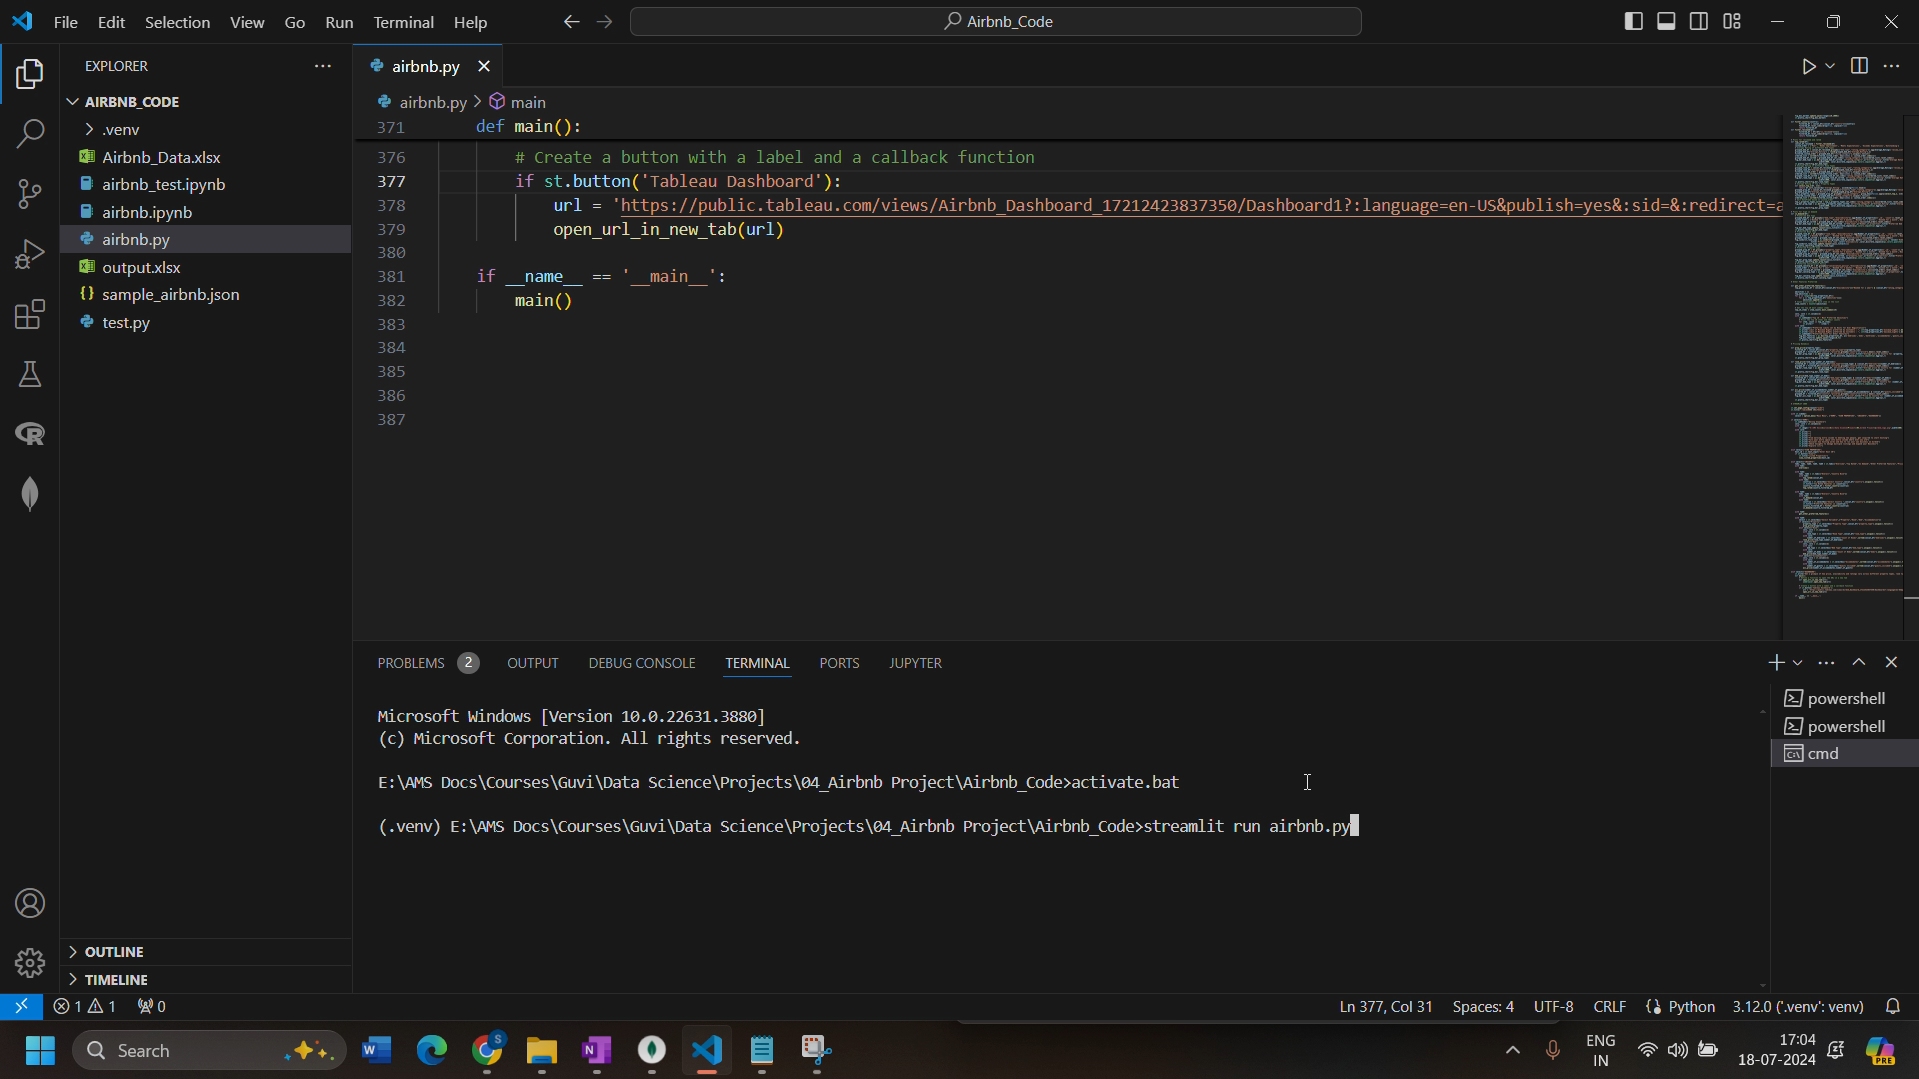 File Edit Selection View Go Run Terminal Help
Airbnb_Code
EXPLORER
AIRBNB_CODE
.venv
Airbnb_Data.xlsx
airbnb_test.ipynb
airbnb.ipynb
airbnb.py
output.xlsx
sample_airbnb.json
test.py
OUTLINE
TIMELINE
airbnb.py
airbnb.py > main
371 def main():
376 # Create a button with a label and a callback function
377 if st.button('Tableau Dashboard'):
378 url = 'https://public.tableau.com/views/Airbnb_Dashboard_17212423837350/Dashboard1?:language=en-US&publish=yes&:sid=&:redirect=a
379 open_url_in_new_tab(url)
380
381 if __name__ == '__main__':
382 main()
383
384
385
386
387
PROBLEMS 2 OUTPUT DEBUG CONSOLE TERMINAL PORTS JUPYTER
Microsoft Windows [Version 10.0.22631.3880]
(c) Microsoft Corporation. All rights reserved.
E:\AMS Docs\Courses\Guvi\Data Science\Projects\04_Airbnb Project\Airbnb_Code>activate.bat
(.venv) E:\AMS Docs\Courses\Guvi\Data Science\Projects\04_Airbnb Project\Airbnb_Code>streamlit run airbnb.py
powershell
powershell
cmd
1 1 0
Ln 377, Col 31 Spaces: 4 UTF-8 CRLF Python 3.12.0 ('.venv': venv)
Search
ENG
IN
17:04
18-07-2024
PRE